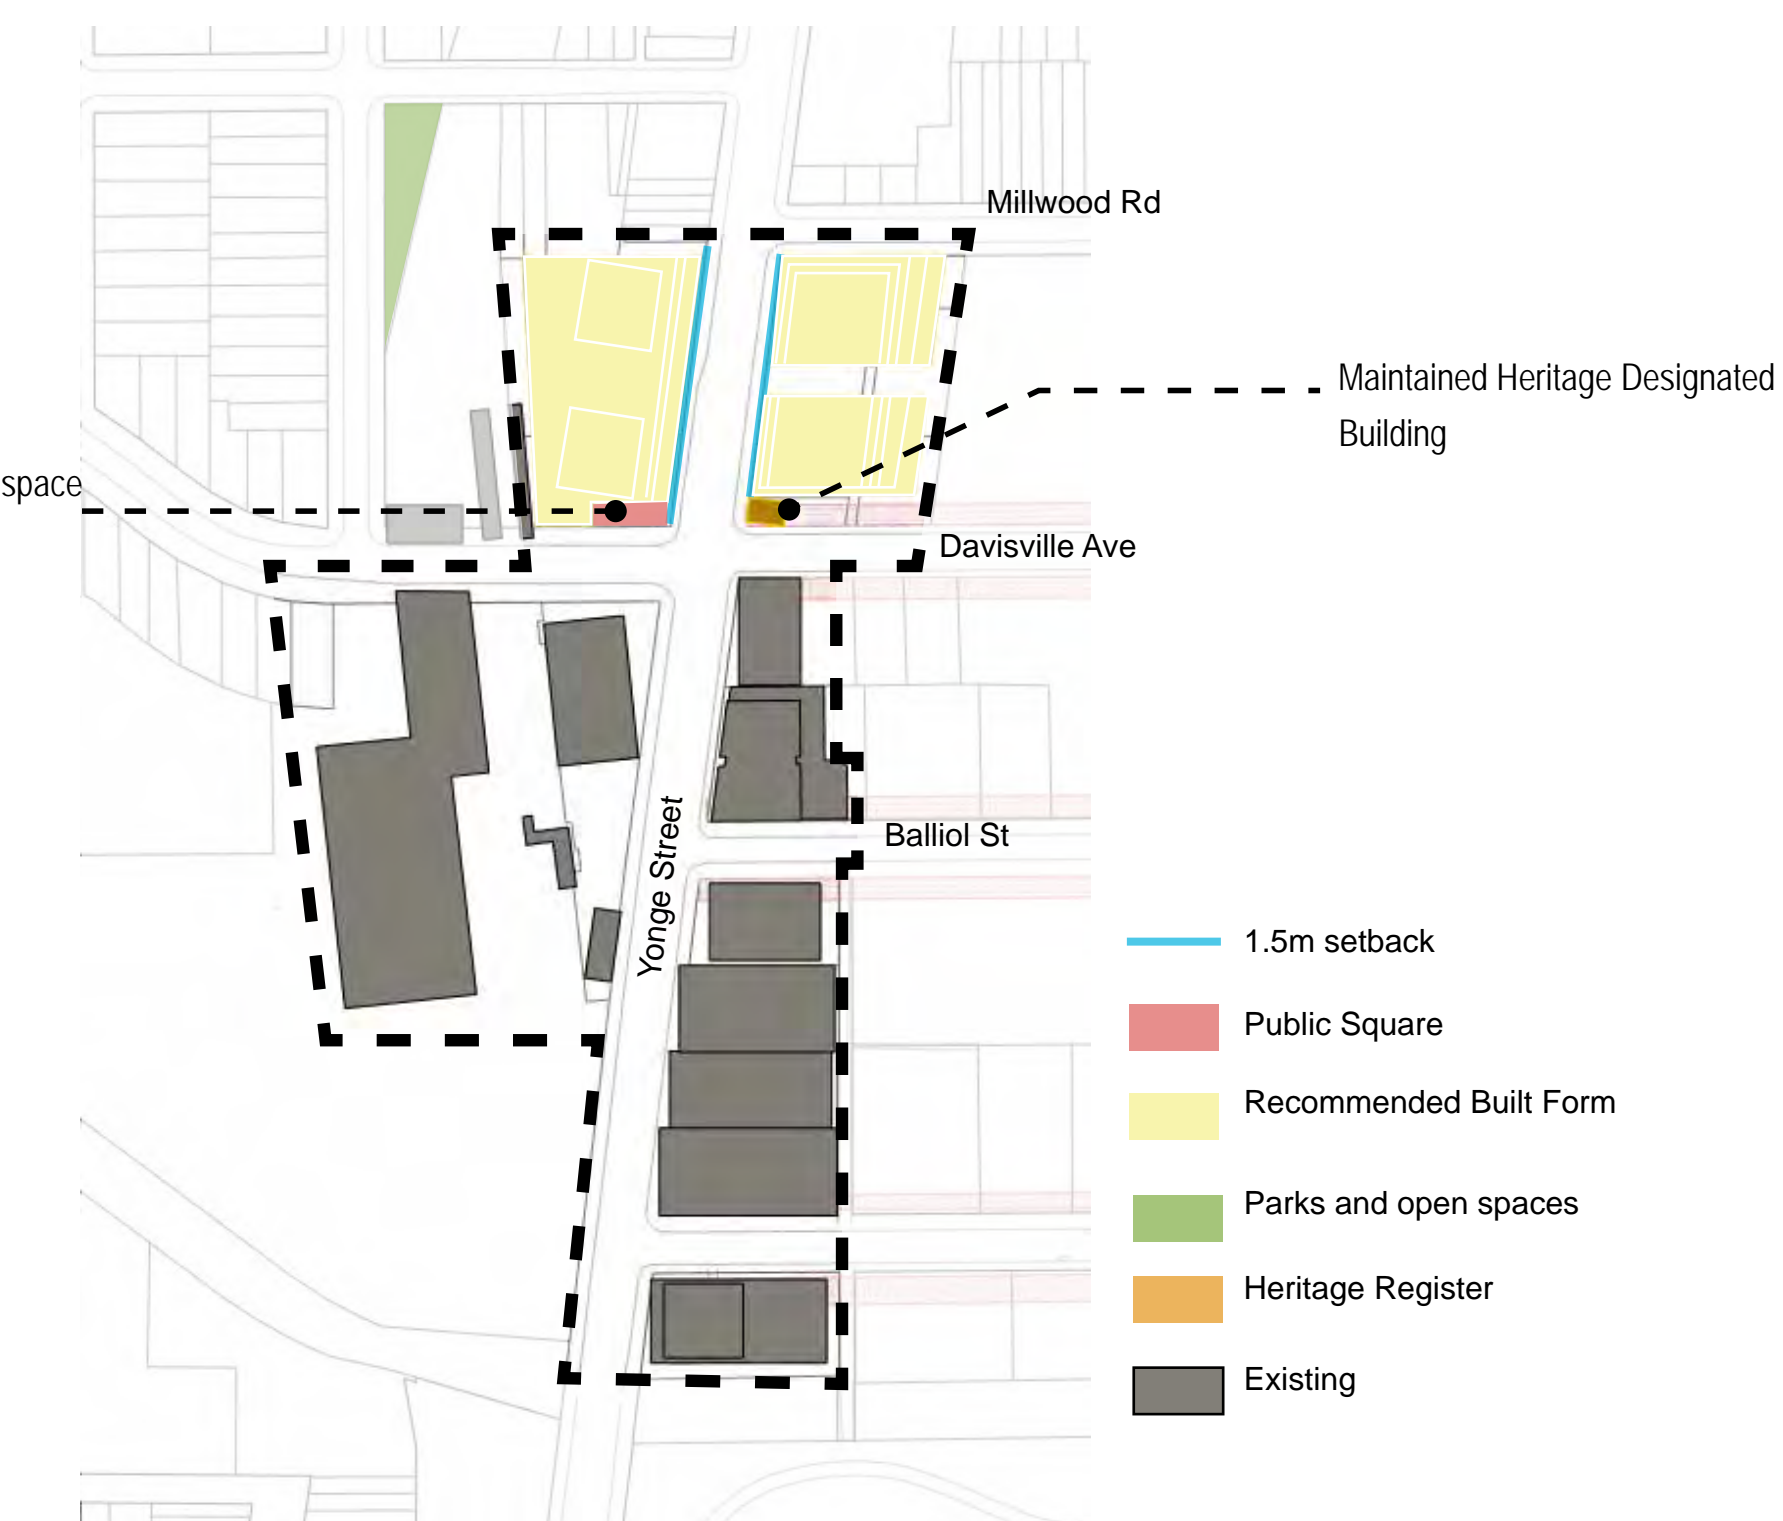 Millwood Rd
Maintained Heritage Designated
Building
space
Davisville Ave
Yonge Street
Balliol St
1.5m setback
Public Square
Recommended Built Form
Parks and open spaces
Heritage Register
Existing